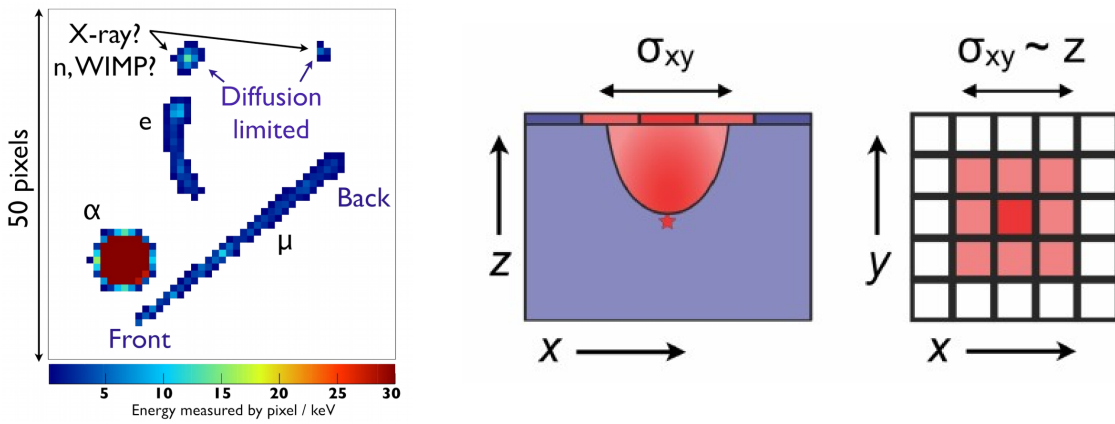 X-ray?
n, WIMP?
Diffusion
limited
e
50 pixels
Back
α
μ
Front
5 10 15 20 25 30
Energy measured by pixel / keV
σxy
z
x
σxy ~ z
y
x